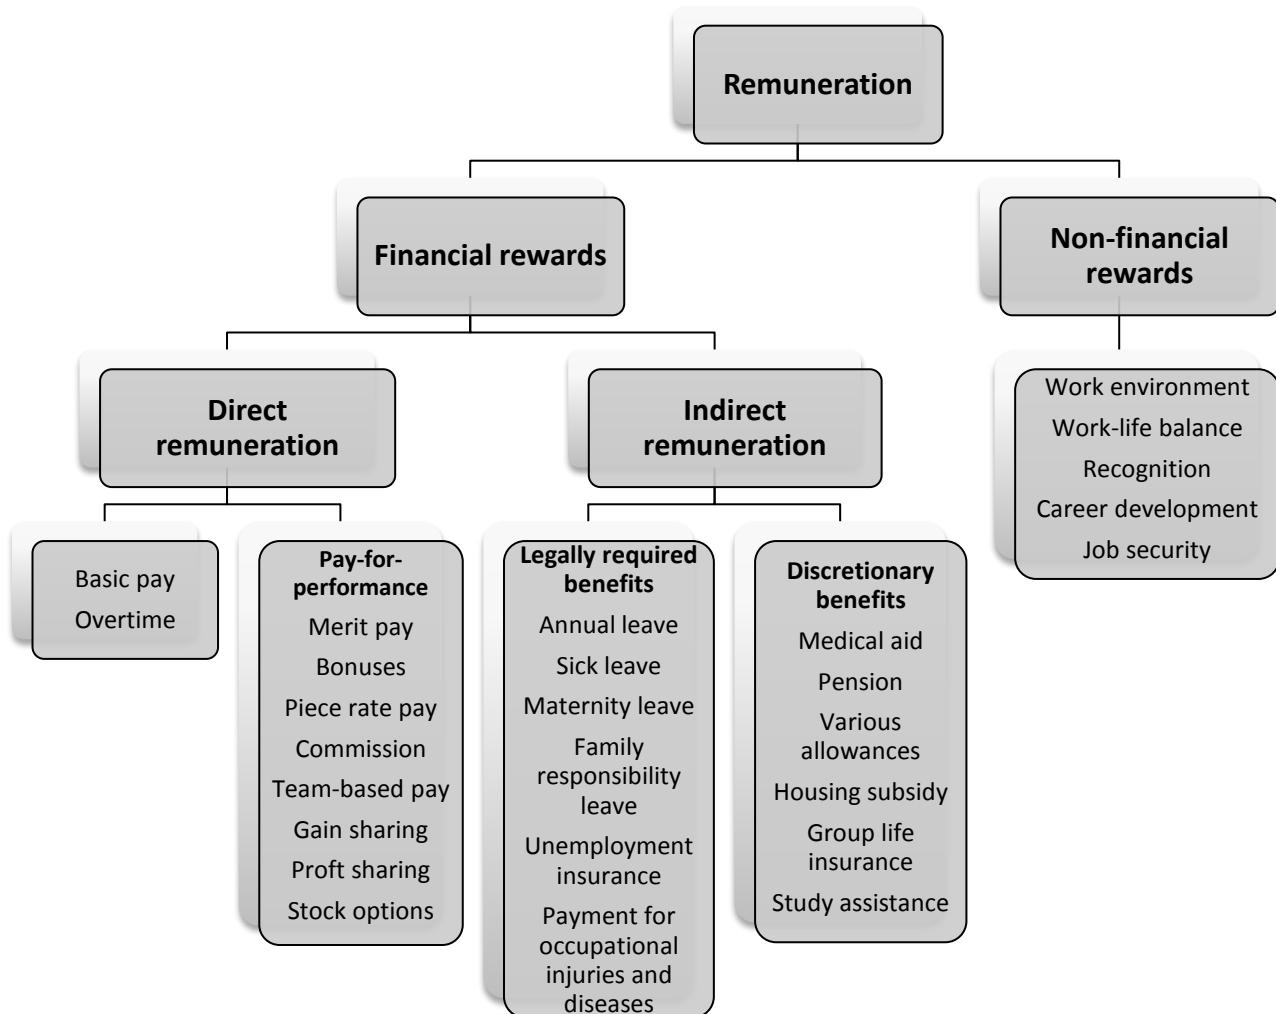 Remuneration
Financial rewards
Non-financial
rewards
Direct
remuneration
Indirect
remuneration
Basic pay
Overtime
Pay-for-
performance
Merit pay
Bonuses
Piece rate pay
Commission
Team-based pay
Gain sharing
Proft sharing
Stock options
Legally required
benefits
Annual leave
Sick leave
Maternity leave
Family
responsibility
leave
Unemployment
insurance
Payment for
occupational
injuries and
diseases
Discretionary
benefits
Medical aid
Pension
Various
allowances
Housing subsidy
Group life
insurance
Study assistance
Work environment
Work-life balance
Recognition
Career development
Job security